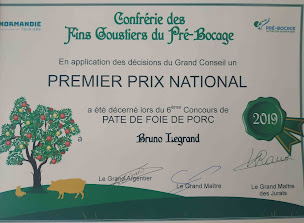 NORMANDIE
Confrérie des
PRÉ-BOCAGE
Fins Goustiers du Pré-Bocage
En application des décisions du Grand Conseil un
PREMIER PRIX NATIONAL
a été décerné lors du 6ème Concours de
PATE DE FOIE DE PORC
2019
à Bruno Legrand
Le Grand Argentier
Le Grand Maître
Le Grand Maître
des Jurats